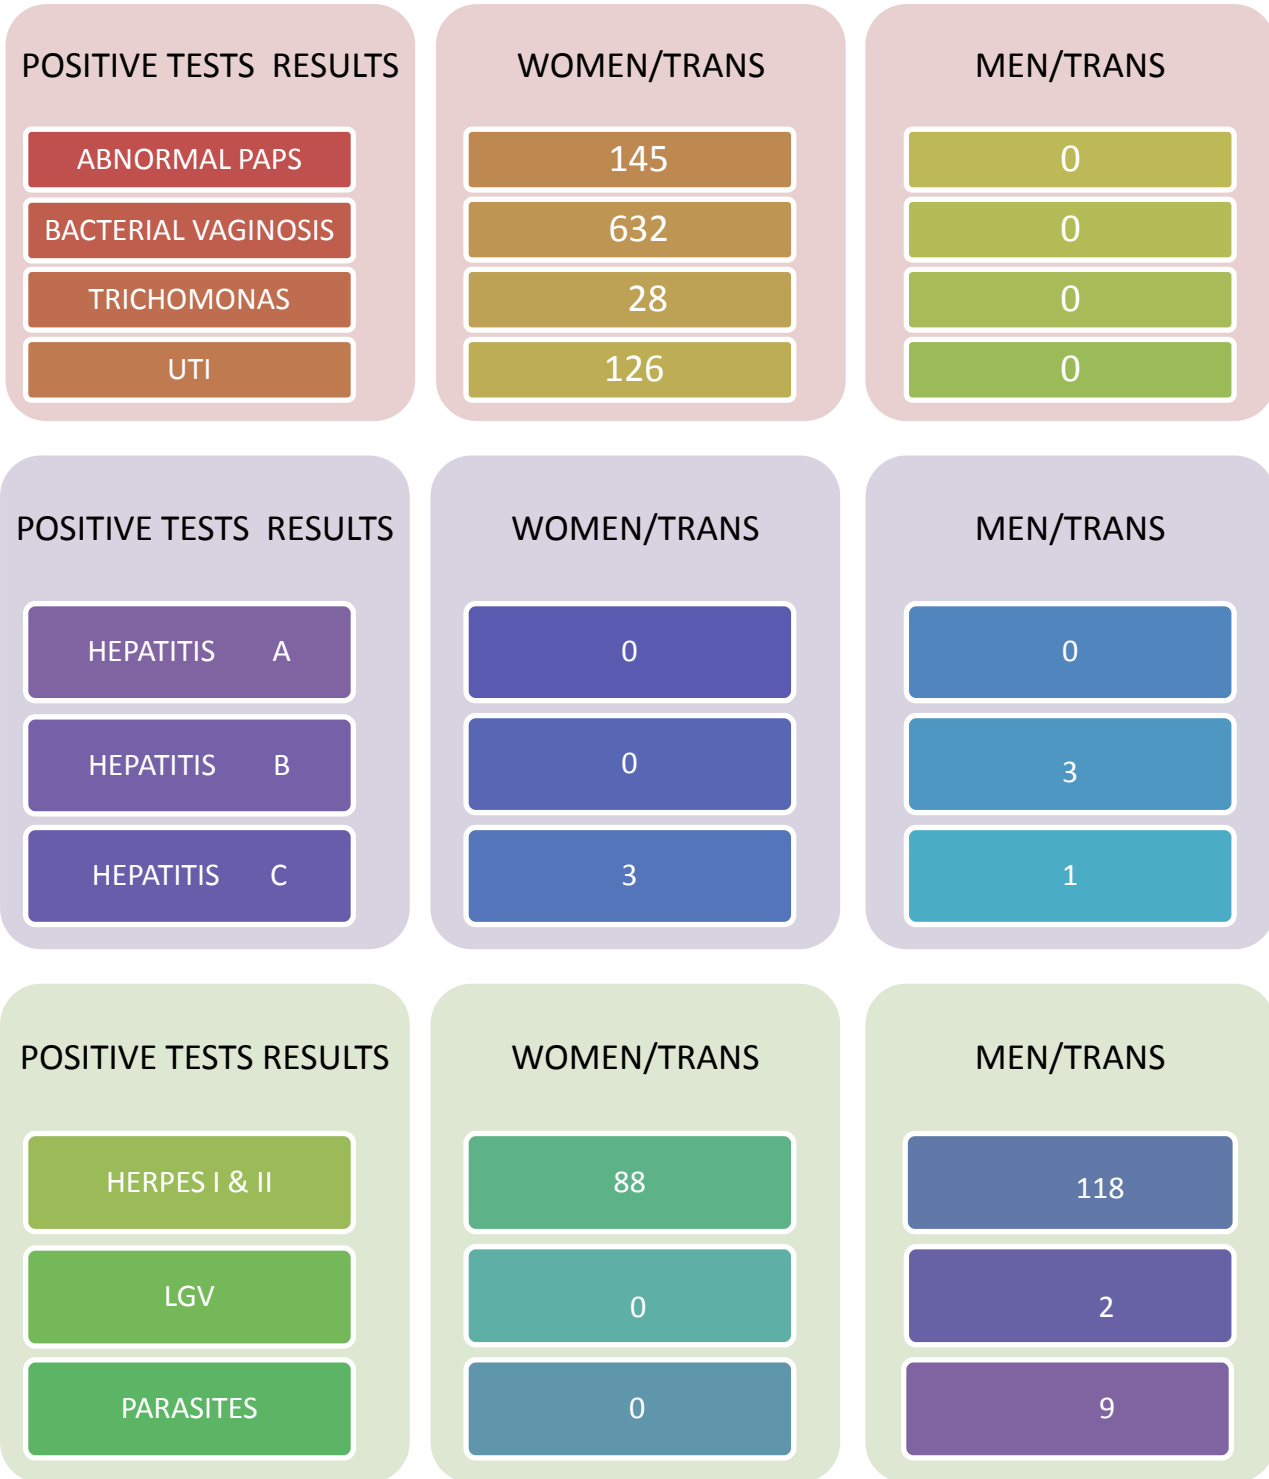 POSITIVE TESTS RESULTS WOMEN/TRANS MEN/TRANS
ABNORMAL PAPS 145 0
BACTERIAL VAGINOSIS 632 0
TRICHOMONAS 28 0
UTI 126 0
POSITIVE TESTS RESULTS WOMEN/TRANS MEN/TRANS
HEPATITIS A 0 0
HEPATITIS B 0 3
HEPATITIS C 3 1
POSITIVE TESTS RESULTS WOMEN/TRANS MEN/TRANS
HERPES I & II 88 118
LGV 0 2
PARASITES 0 9